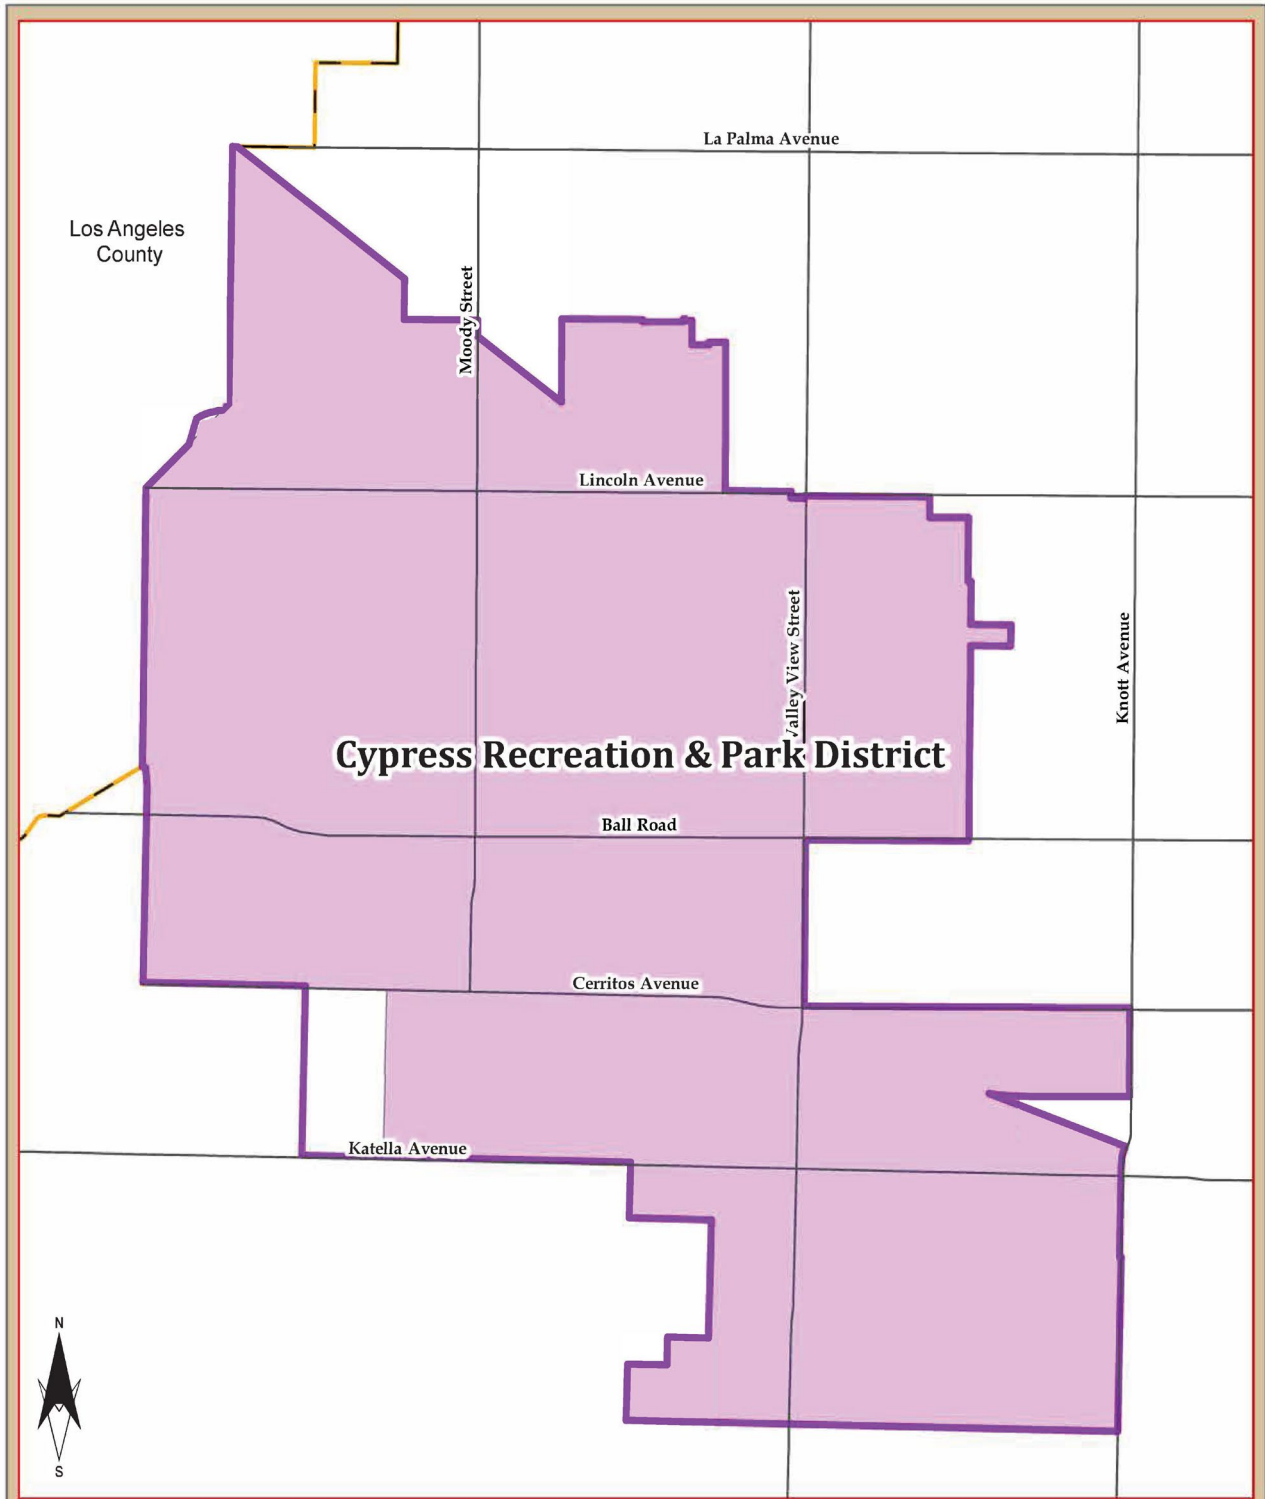 La Palma Avenue
Los Angeles
County
Moody Street
Lincoln Avenue
Valley View Street
Knott Avenue
Cypress Recreation & Park District
Ball Road
Cerritos Avenue
Katella Avenue
N
S